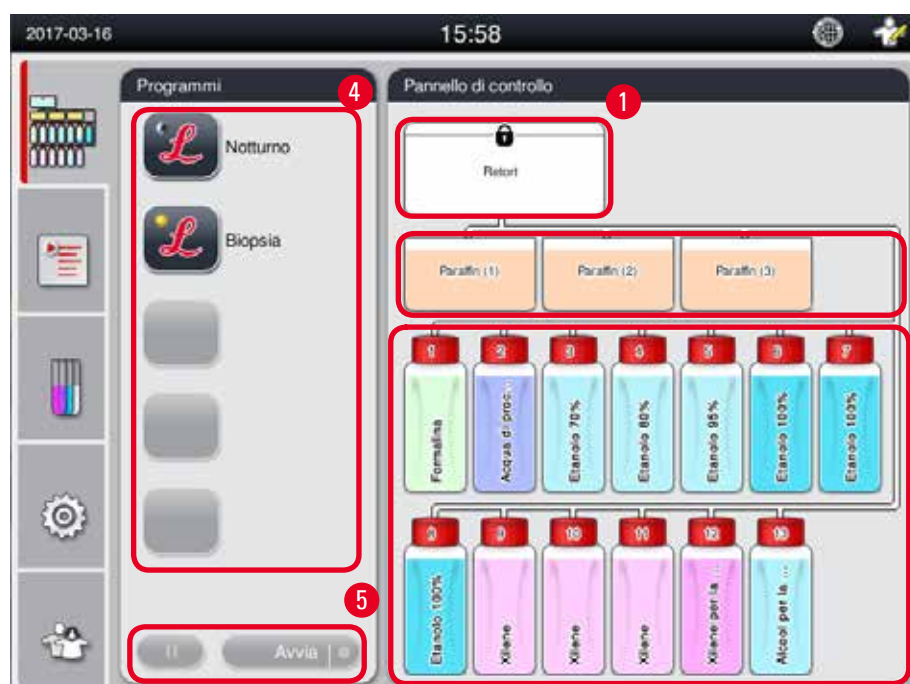 2017-03-16
15:58
Programmi
4
Pannello di controllo
1
Notturno
Biopsia
Retort
Paraffin (1)
Paraffin (2)
Paraffin (3)
1
2
3
4
5
6
7
Formalina
Acqua di proc...
Etanolo 70%
Etanolo 80%
Etanolo 95%
Etanolo 100%
Etanolo 100%
8
9
10
11
12
13
Etanolo 100%
Xilene
Xilene
Xilene
Xilene per la ...
Alcool per la ...
5
Avvia